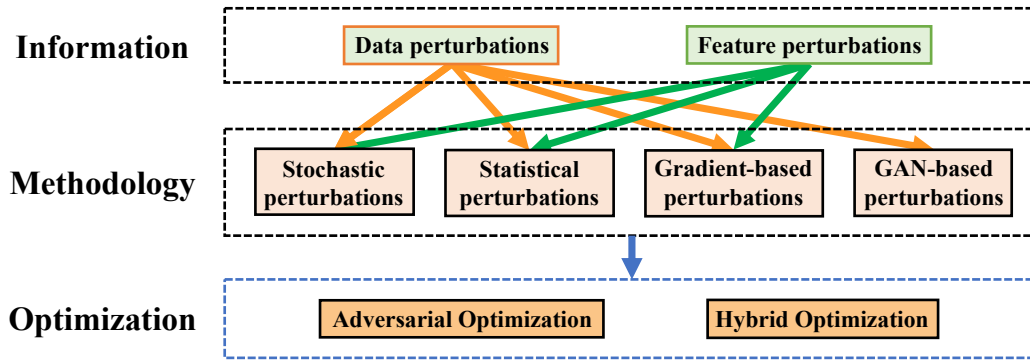 Information
Data perturbations
Feature perturbations
Methodology
Stochastic
perturbations
Statistical
perturbations
Gradient-based
perturbations
GAN-based
perturbations
Optimization
Adversarial Optimization
Hybrid Optimization